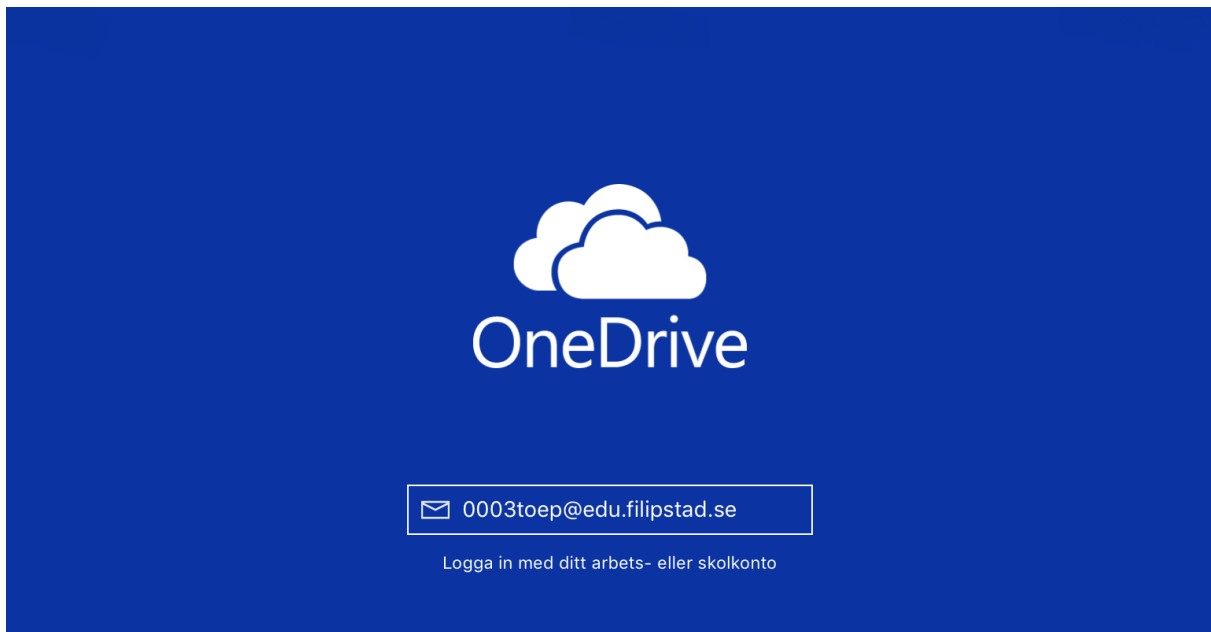 OneDrive
0003toep@edu.filipstad.se
Logga in med ditt arbets- eller skolkonto